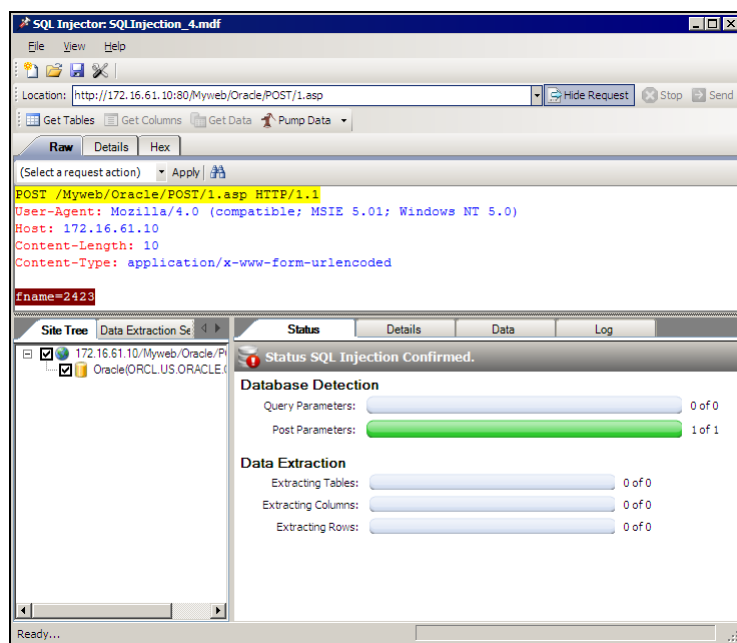 SQL Injector: SQLInjection_4.mdf
File View Help
Location: http://172.16.61.10:80/Myweb/Oracle/POST/1.asp Hide Request Stop Send
Get Tables Get Columns Get Data Pump Data
Raw Details Hex
(Select a request action) Apply
POST /Myweb/Oracle/POST/1.asp HTTP/1.1
User-Agent: Mozilla/4.0 (compatible; MSIE 5.01; Windows NT 5.0)
Host: 172.16.61.10
Content-Length: 10
Content-Type: application/x-www-form-urlencoded
fname=2423
Site Tree Data Extraction Se Status Details Data Log
172.16.61.10/Myweb/Oracle/P
Oracle(ORCL.US.ORACLE.
Status SQL Injection Confirmed.
Database Detection
Query Parameters: 0 of 0
Post Parameters: 1 of 1
Data Extraction
Extracting Tables: 0 of 0
Extracting Columns: 0 of 0
Extracting Rows: 0 of 0
Ready...